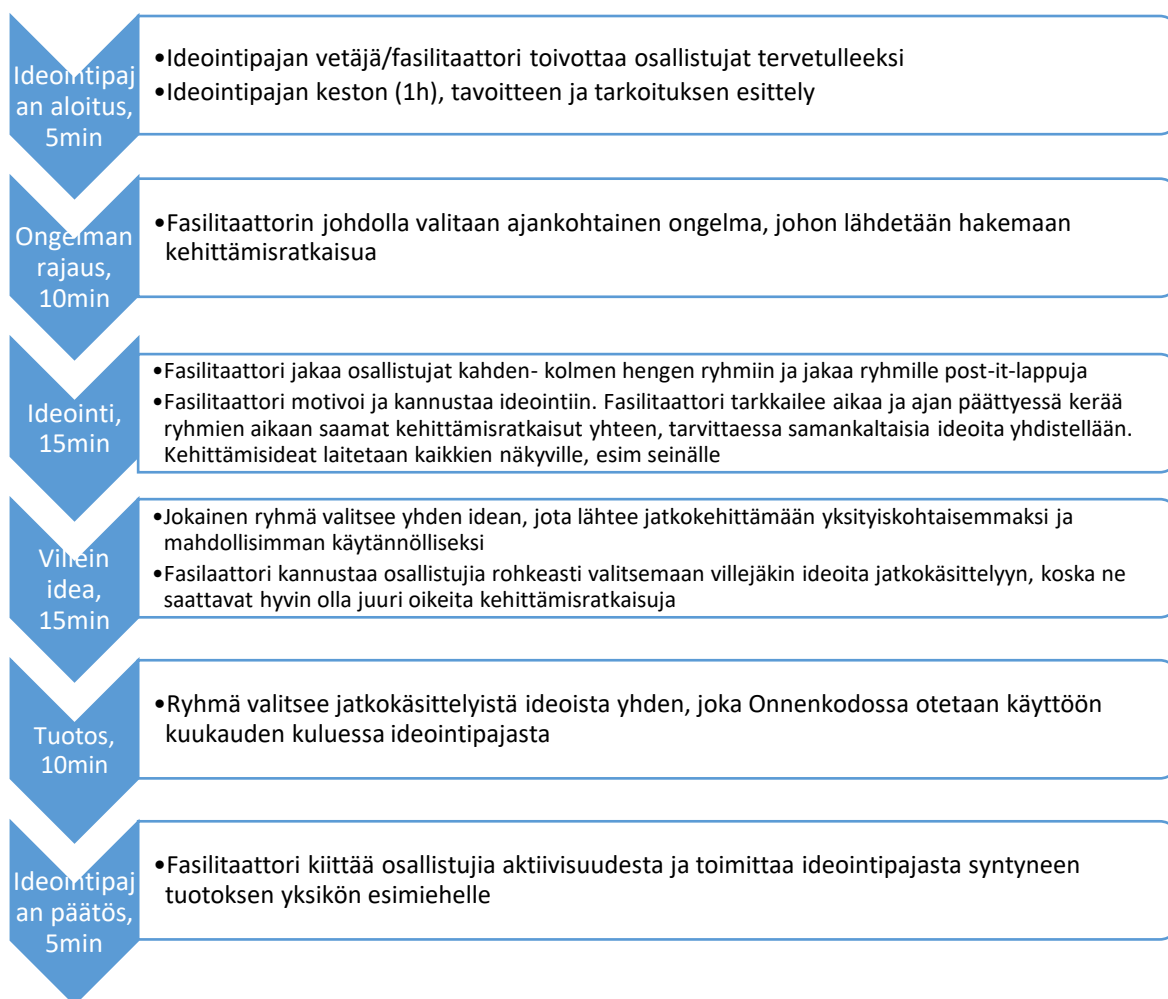 Ideointipaj
an aloitus,
5min
•Ideointipajan vetäjä/fasilitaattori toivottaa osallistujat tervetulleeksi
•Ideointipajan keston (1h), tavoitteen ja tarkoituksen esittely
Ongelman
rajaus,
10min
•Fasilitaattorin johdolla valitaan ajankohtainen ongelma, johon lähdetään hakemaan
kehittämisratkaisua
Ideointi,
15min
•Fasilitaattori jakaa osallistujat kahden- kolmen hengen ryhmiin ja jakaa ryhmille post-it-lappuja
•Fasilitaattori motivoi ja kannustaa ideointiin. Fasilitaattori tarkkailee aikaa ja ajan päättyessä kerää
ryhmien aikaan saamat kehittämisratkaisut yhteen, tarvittaessa samankaltaisia ideoita yhdistellään.
Kehittämisideat laitetaan kaikkien näkyville, esim seinälle
Villein
idea,
15min
•Jokainen ryhmä valitsee yhden idean, jota lähtee jatkokehittämään yksityiskohtaisemmaksi ja
mahdollisimman käytännölliseksi
•Fasilaattori kannustaa osallistujia rohkeasti valitsemaan villejäkin ideoita jatkokäsittelyyn, koska ne
saattavat hyvin olla juuri oikeita kehittämisratkaisuja
Tuotos,
10min
•Ryhmä valitsee jatkokäsittelyistä ideoista yhden, joka Onnenkodossa otetaan käyttöön
kuukauden kuluessa ideointipajasta
Ideointipaj
an päätös,
5min
•Fasilitaattori kiittää osallistujia aktiivisuudesta ja toimittaa ideointipajasta syntyneen
tuotoksen yksikön esimiehelle